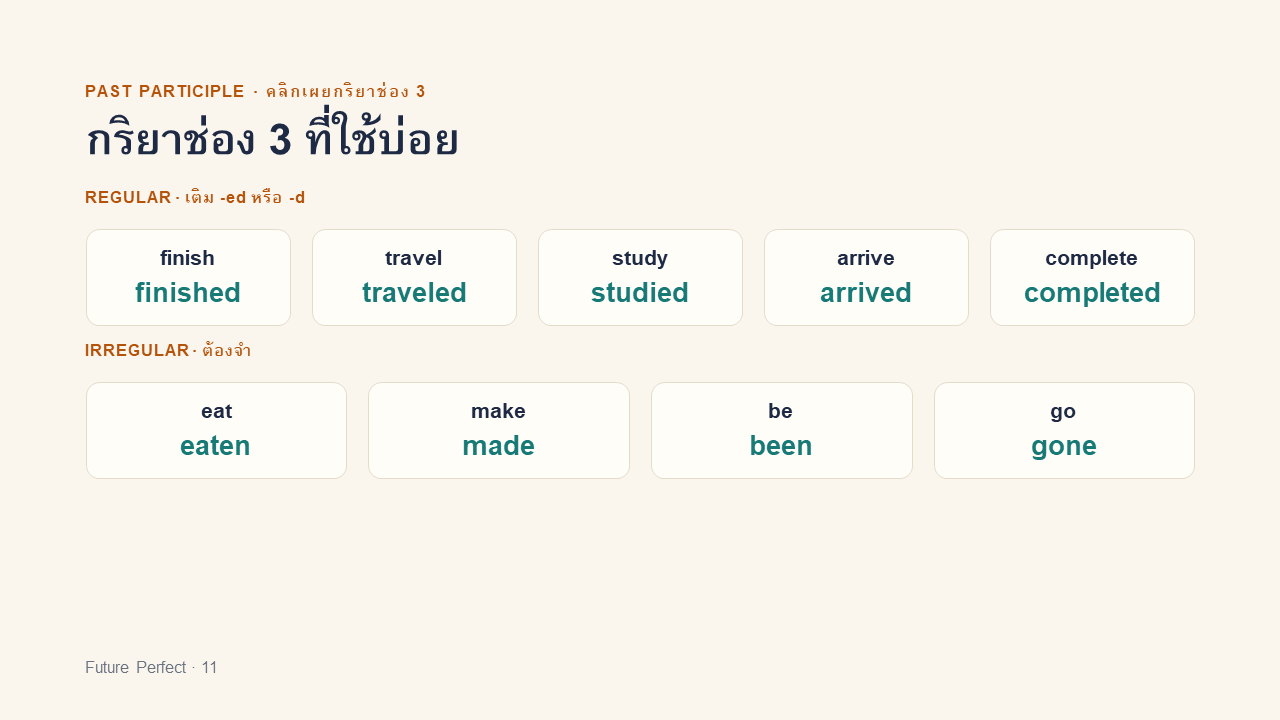 PAST PARTICIPLE · คลิกเผยกริยาช่อง 3
กริยาช่อง 3 ที่ใช้บ่อย
REGULAR · เติม -ed หรือ -d
finish travel study arrive complete
finished traveled studied arrived completed
IRREGULAR · ต้องจำ
eat make be go
eaten made been gone
Future Perfect · 11